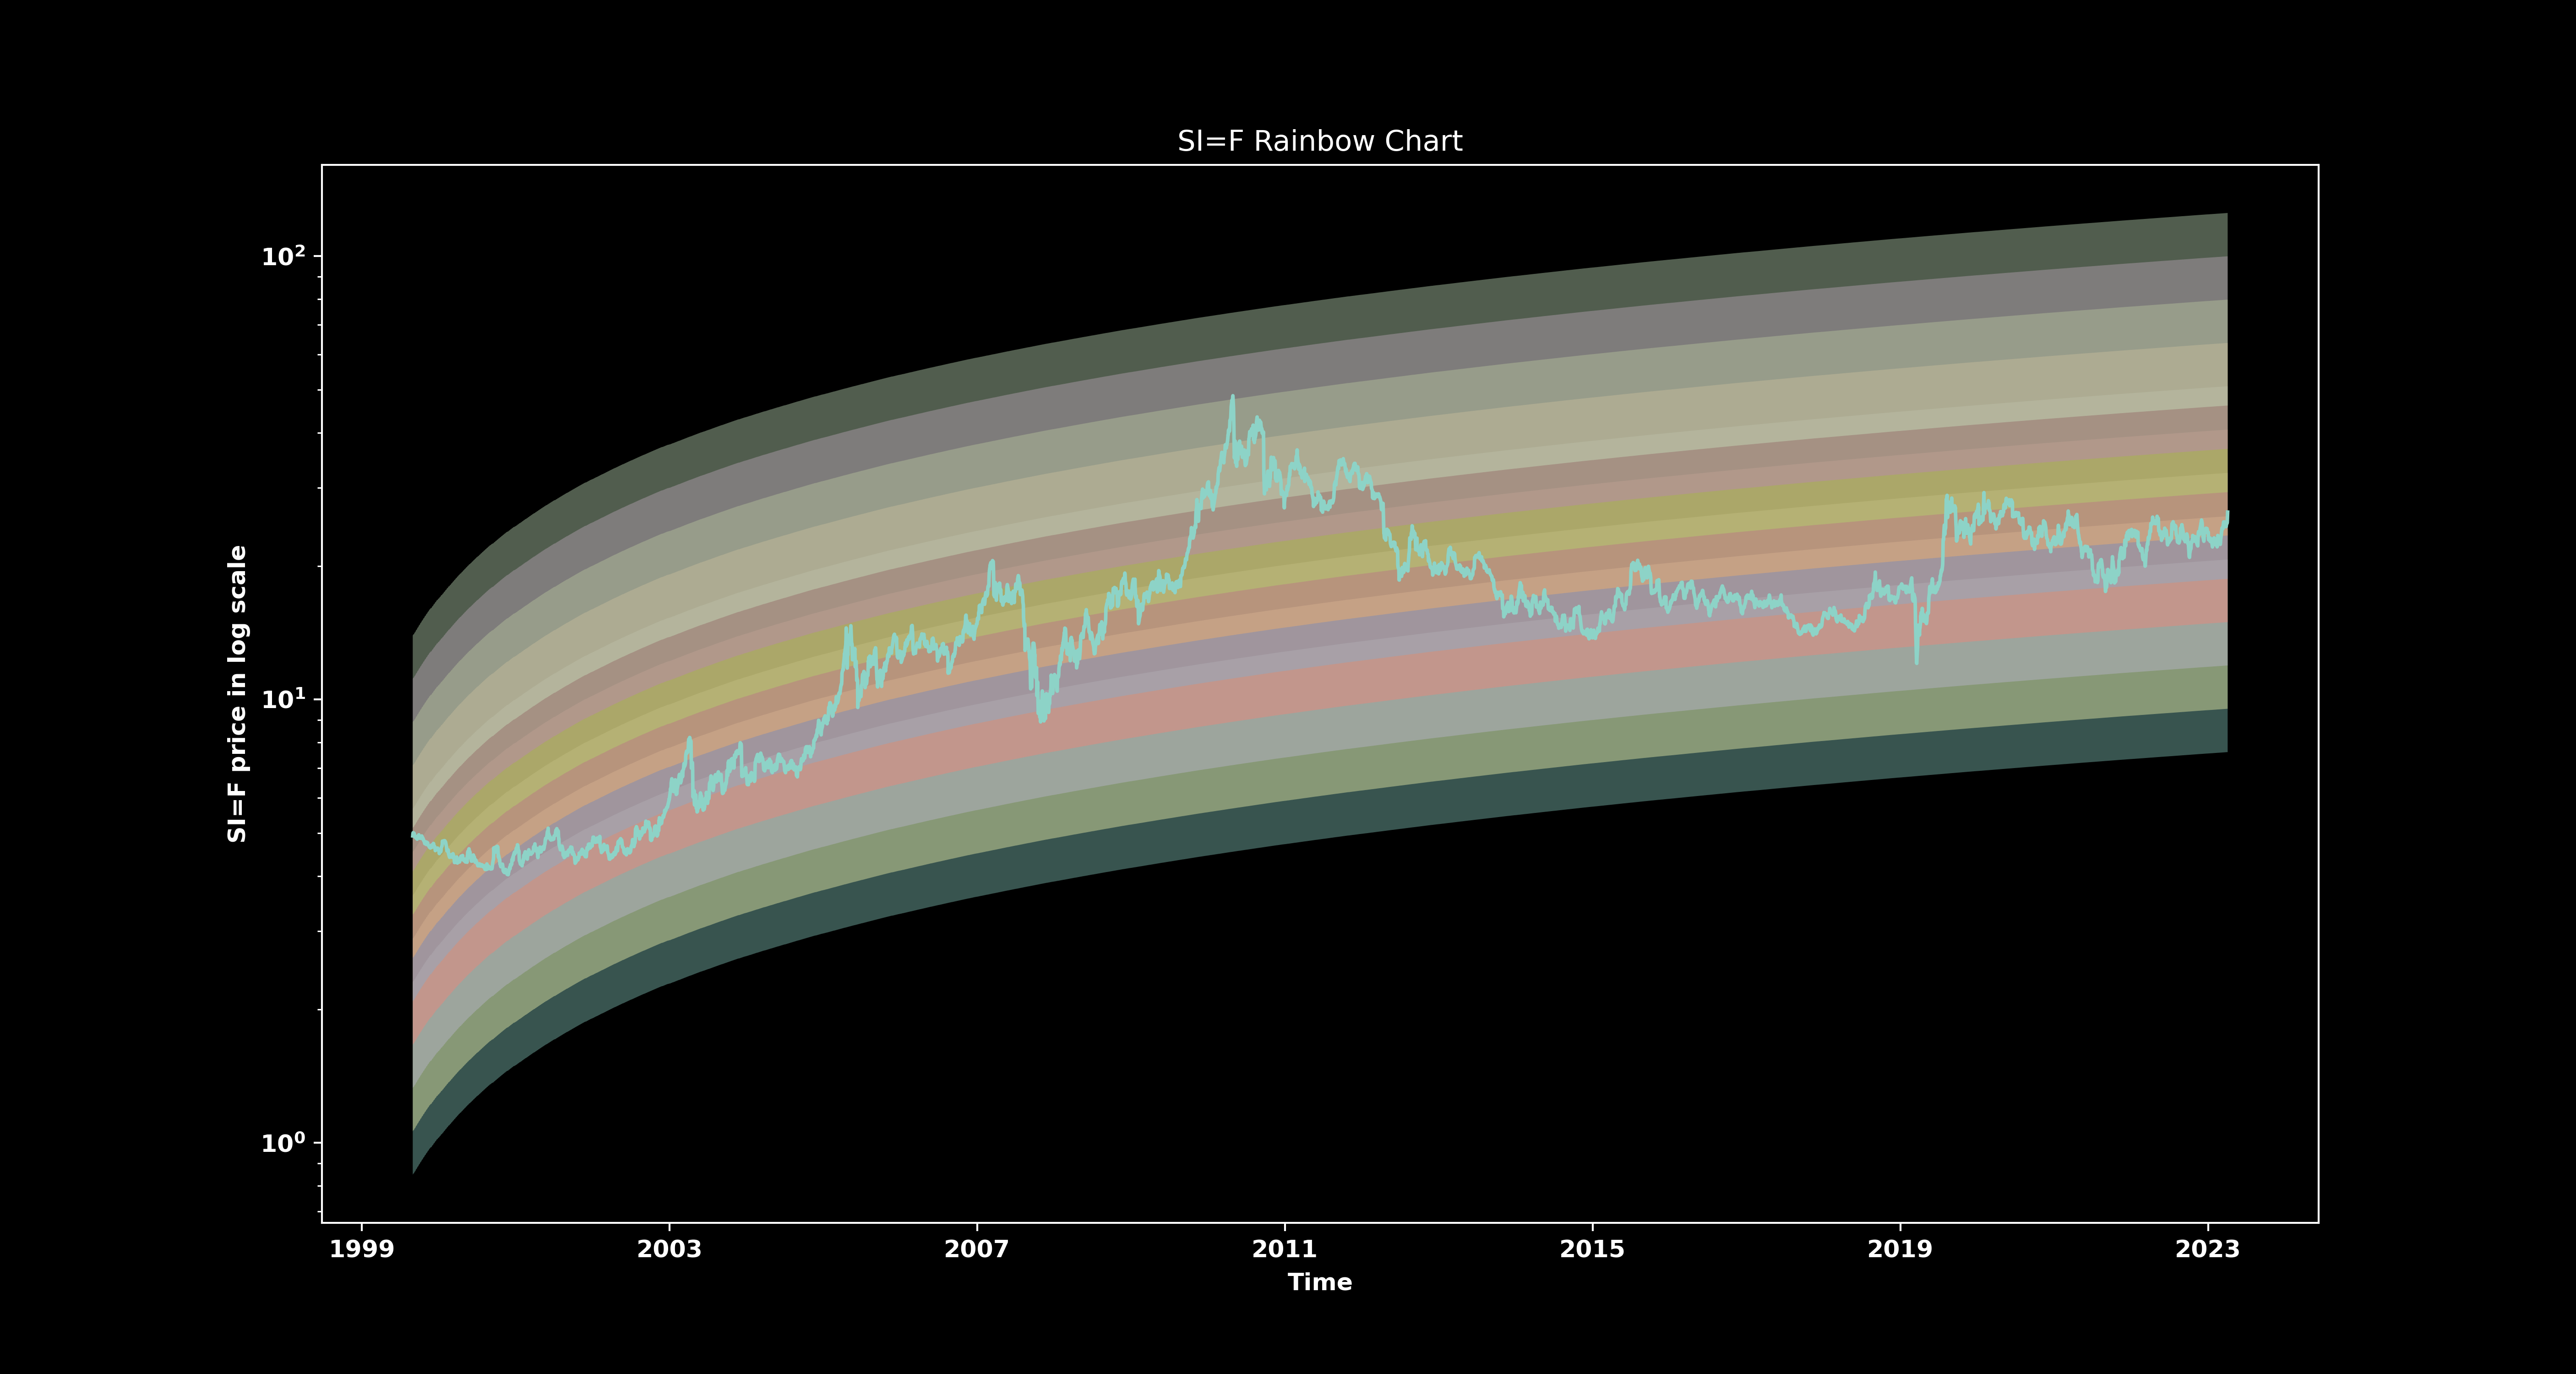 SI=F Rainbow Chart
SI=F price in log scale
10²
10¹
10⁰
1999 2003 2007 2011 2015 2019 2023
Time